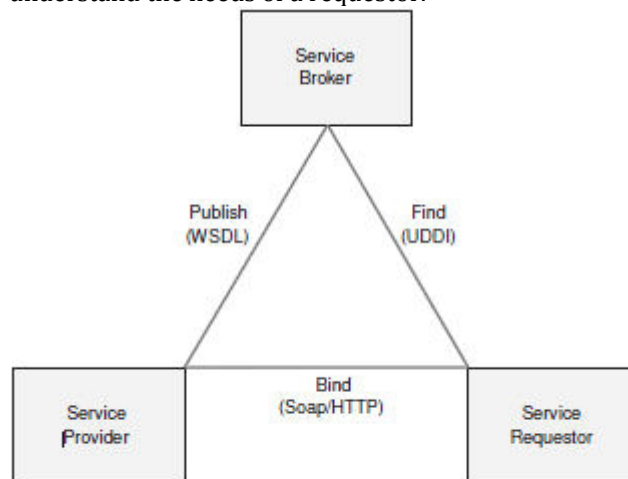 understand the needs of a requestor.
Service
Broker
Publish
(WSDL)
Find
(UDDI)
Bind
(Soap/HTTP)
Service
Provider
Service
Requestor